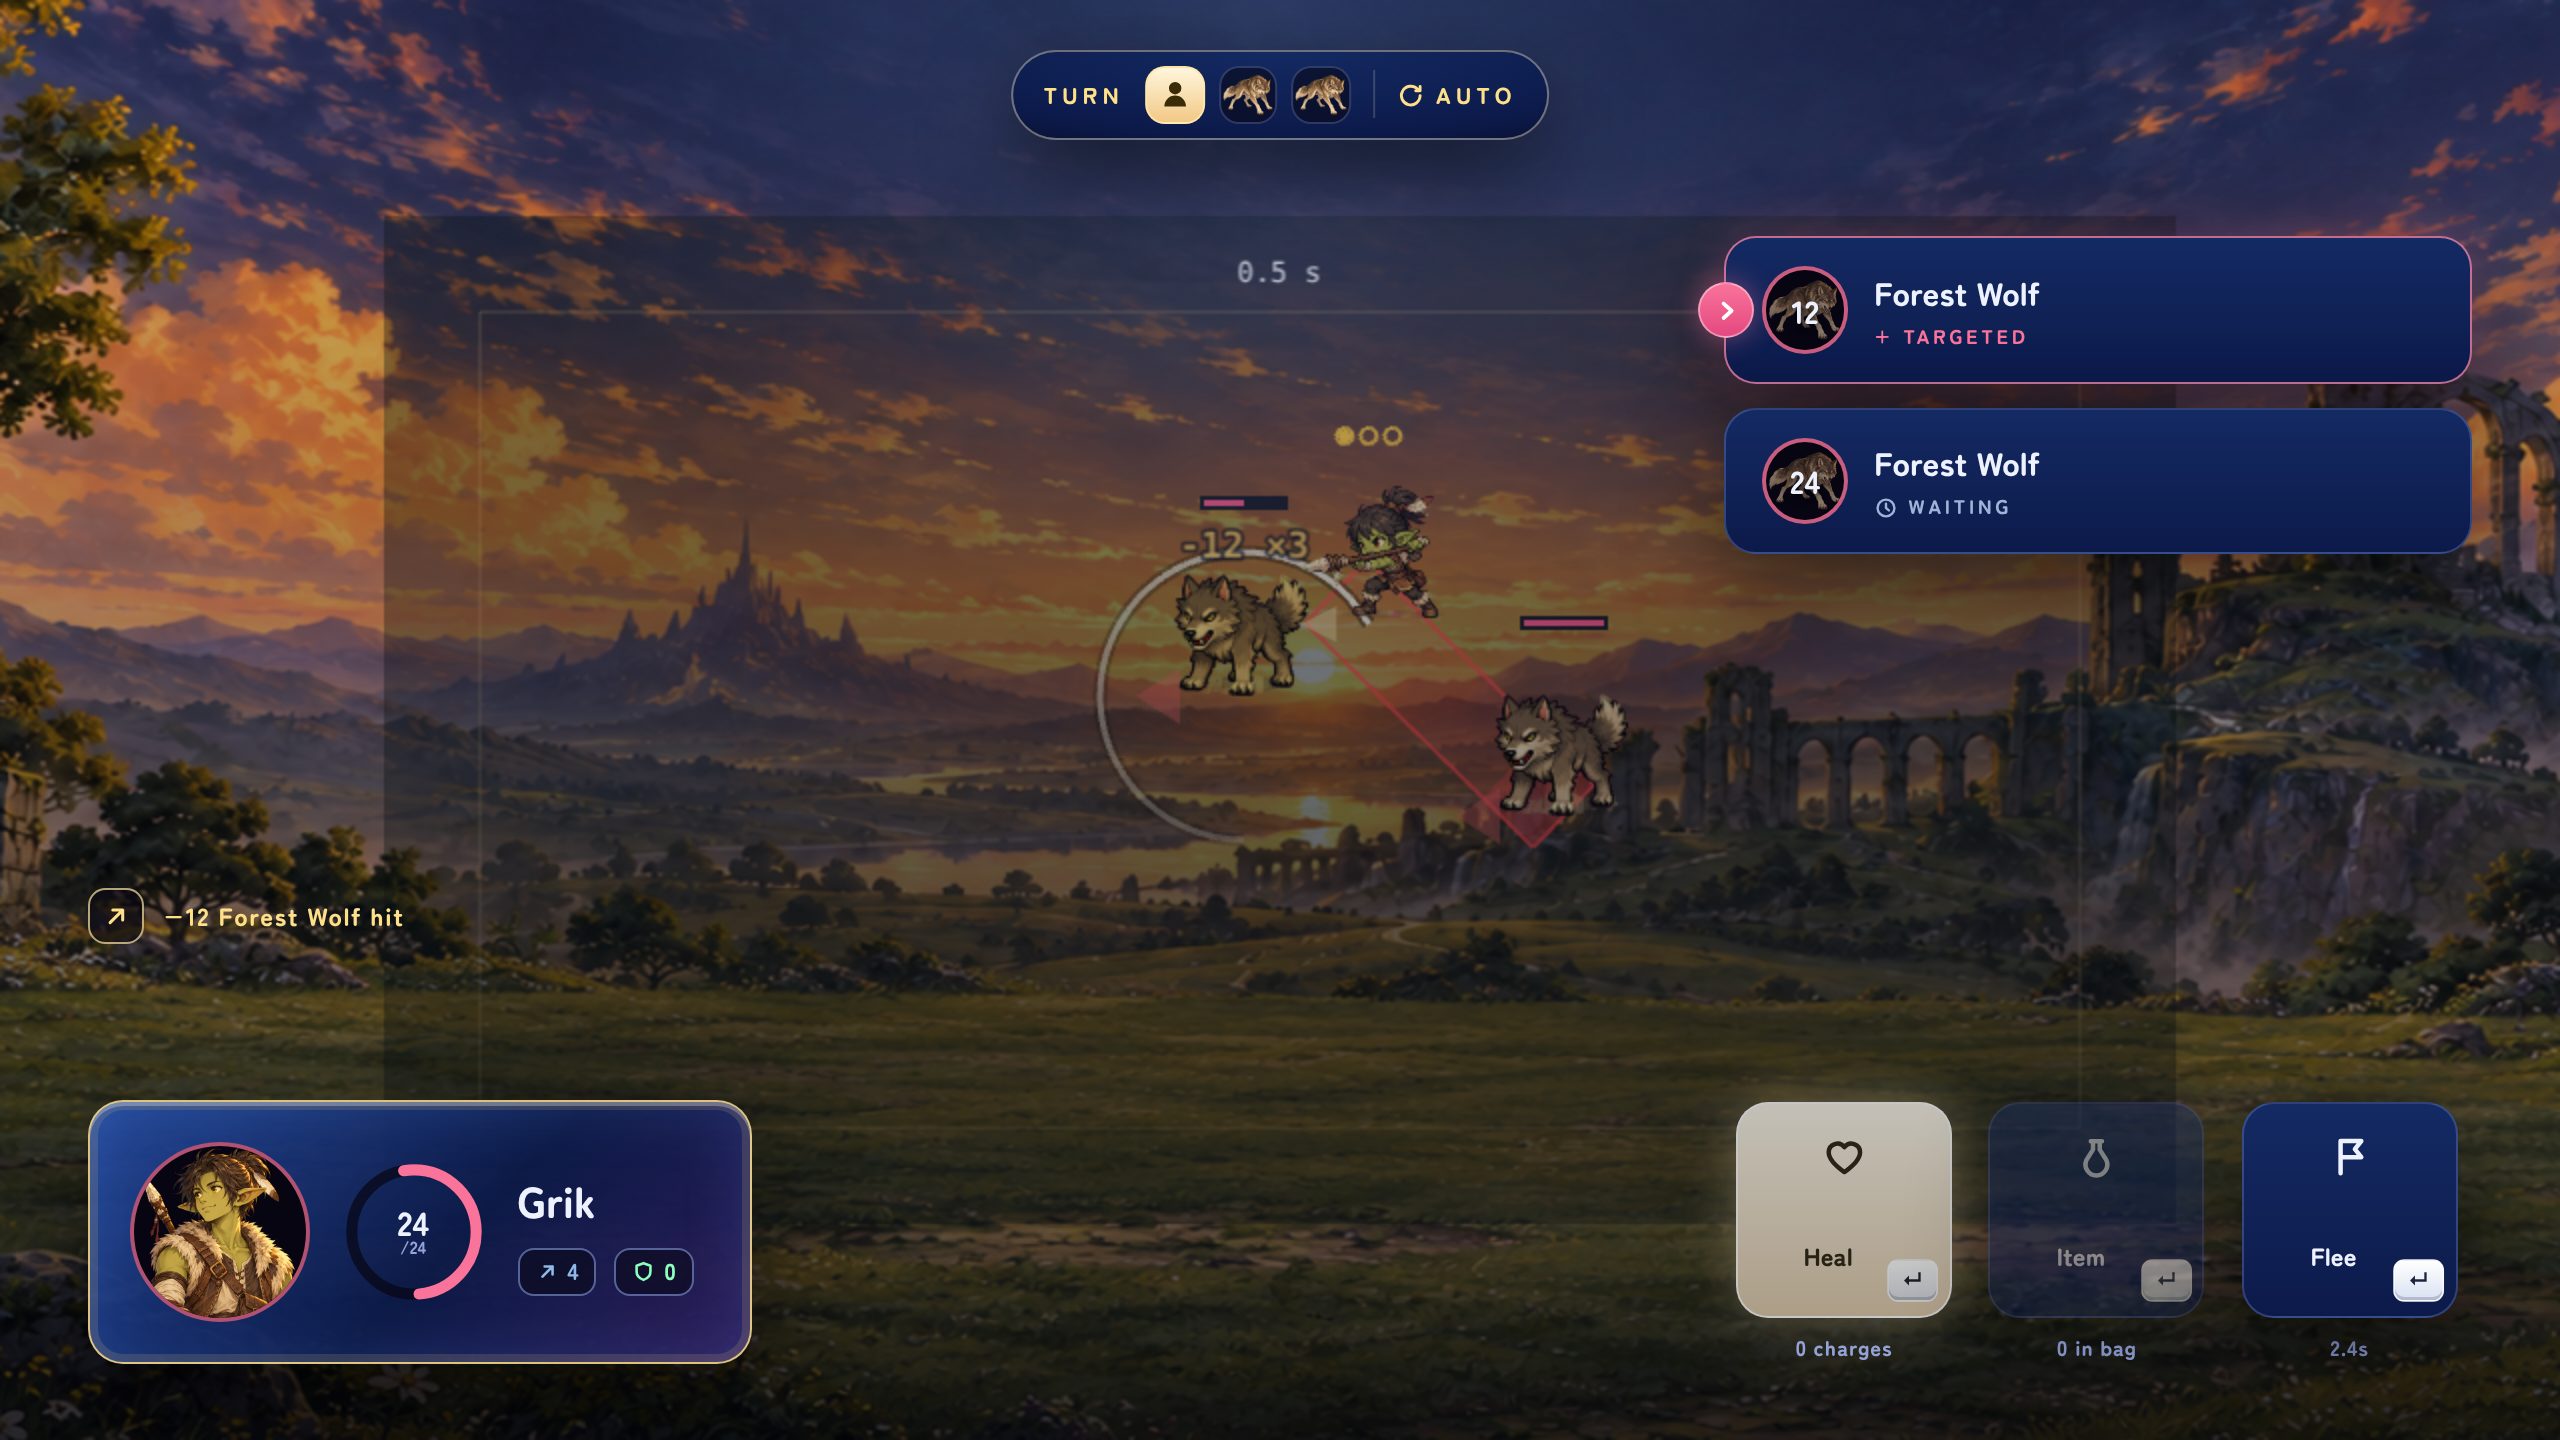 TURN AUTO
0.5 s
12 Forest Wolf
+ TARGETED
24 Forest Wolf
WAITING
-12 ×3
−12 Forest Wolf hit
Grik
24
/24
4 0
Heal
Item
Flee
0 charges
0 in bag
2.4s